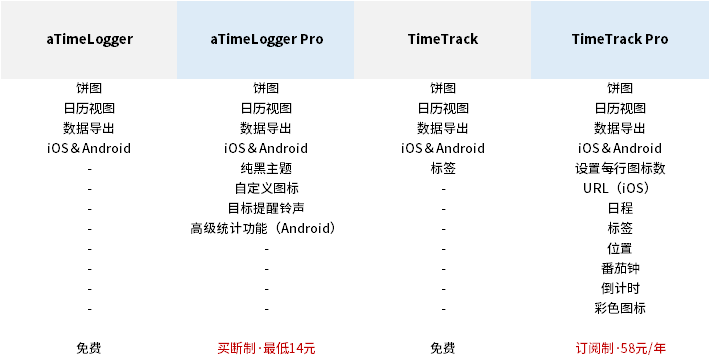 aTimeLogger aTimeLogger Pro TimeTrack TimeTrack Pro
饼图 饼图 饼图 饼图
日历视图 日历视图 日历视图 日历视图
数据导出 数据导出 数据导出 数据导出
iOS＆Android iOS＆Android iOS＆Android iOS＆Android
- 纯黑主题 标签 设置每行图标数
- 自定义图标 - URL（iOS）
- 目标提醒铃声 - 日程
- 高级统计功能（Android） - 标签
- - - 位置
- - - 番茄钟
- - - 倒计时
- - - 彩色图标
免费 买断制·最低14元 免费 订阅制·58元/年